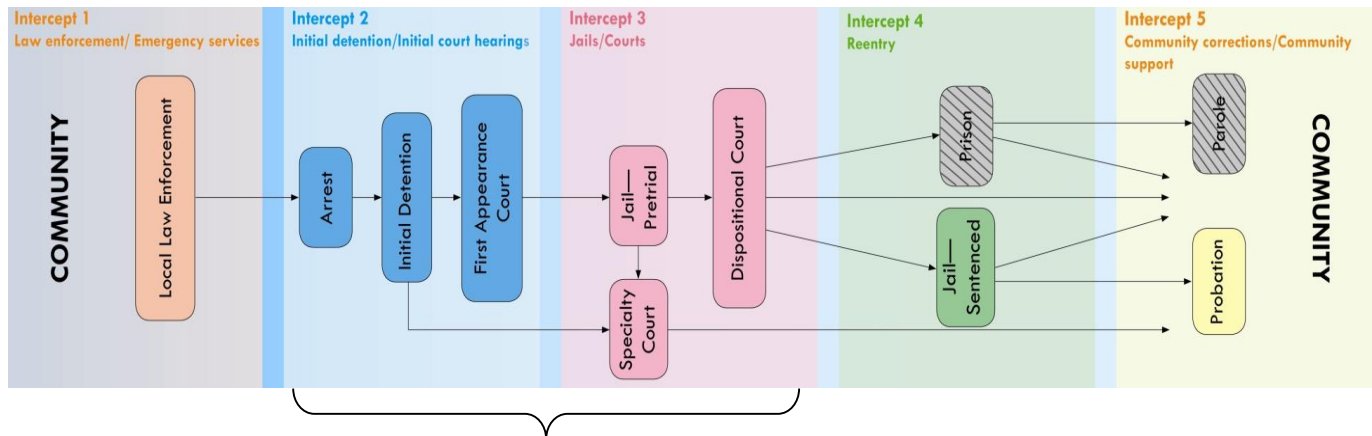 Intercept 1
Law enforcement/ Emergency services
Intercept 2
Initial detention/Initial court hearings
Intercept 3
Jails/Courts
Intercept 4
Reentry
Intercept 5
Community corrections/Community
support
COMMUNITY
Local Law Enforcement
Arrest
Initial Detention
First Appearance
Court
Jail—
Pretrial
Specialty
Court
Dispositional Court
Prison
Jail—
Sentenced
Parole
Probation
COMMUNITY